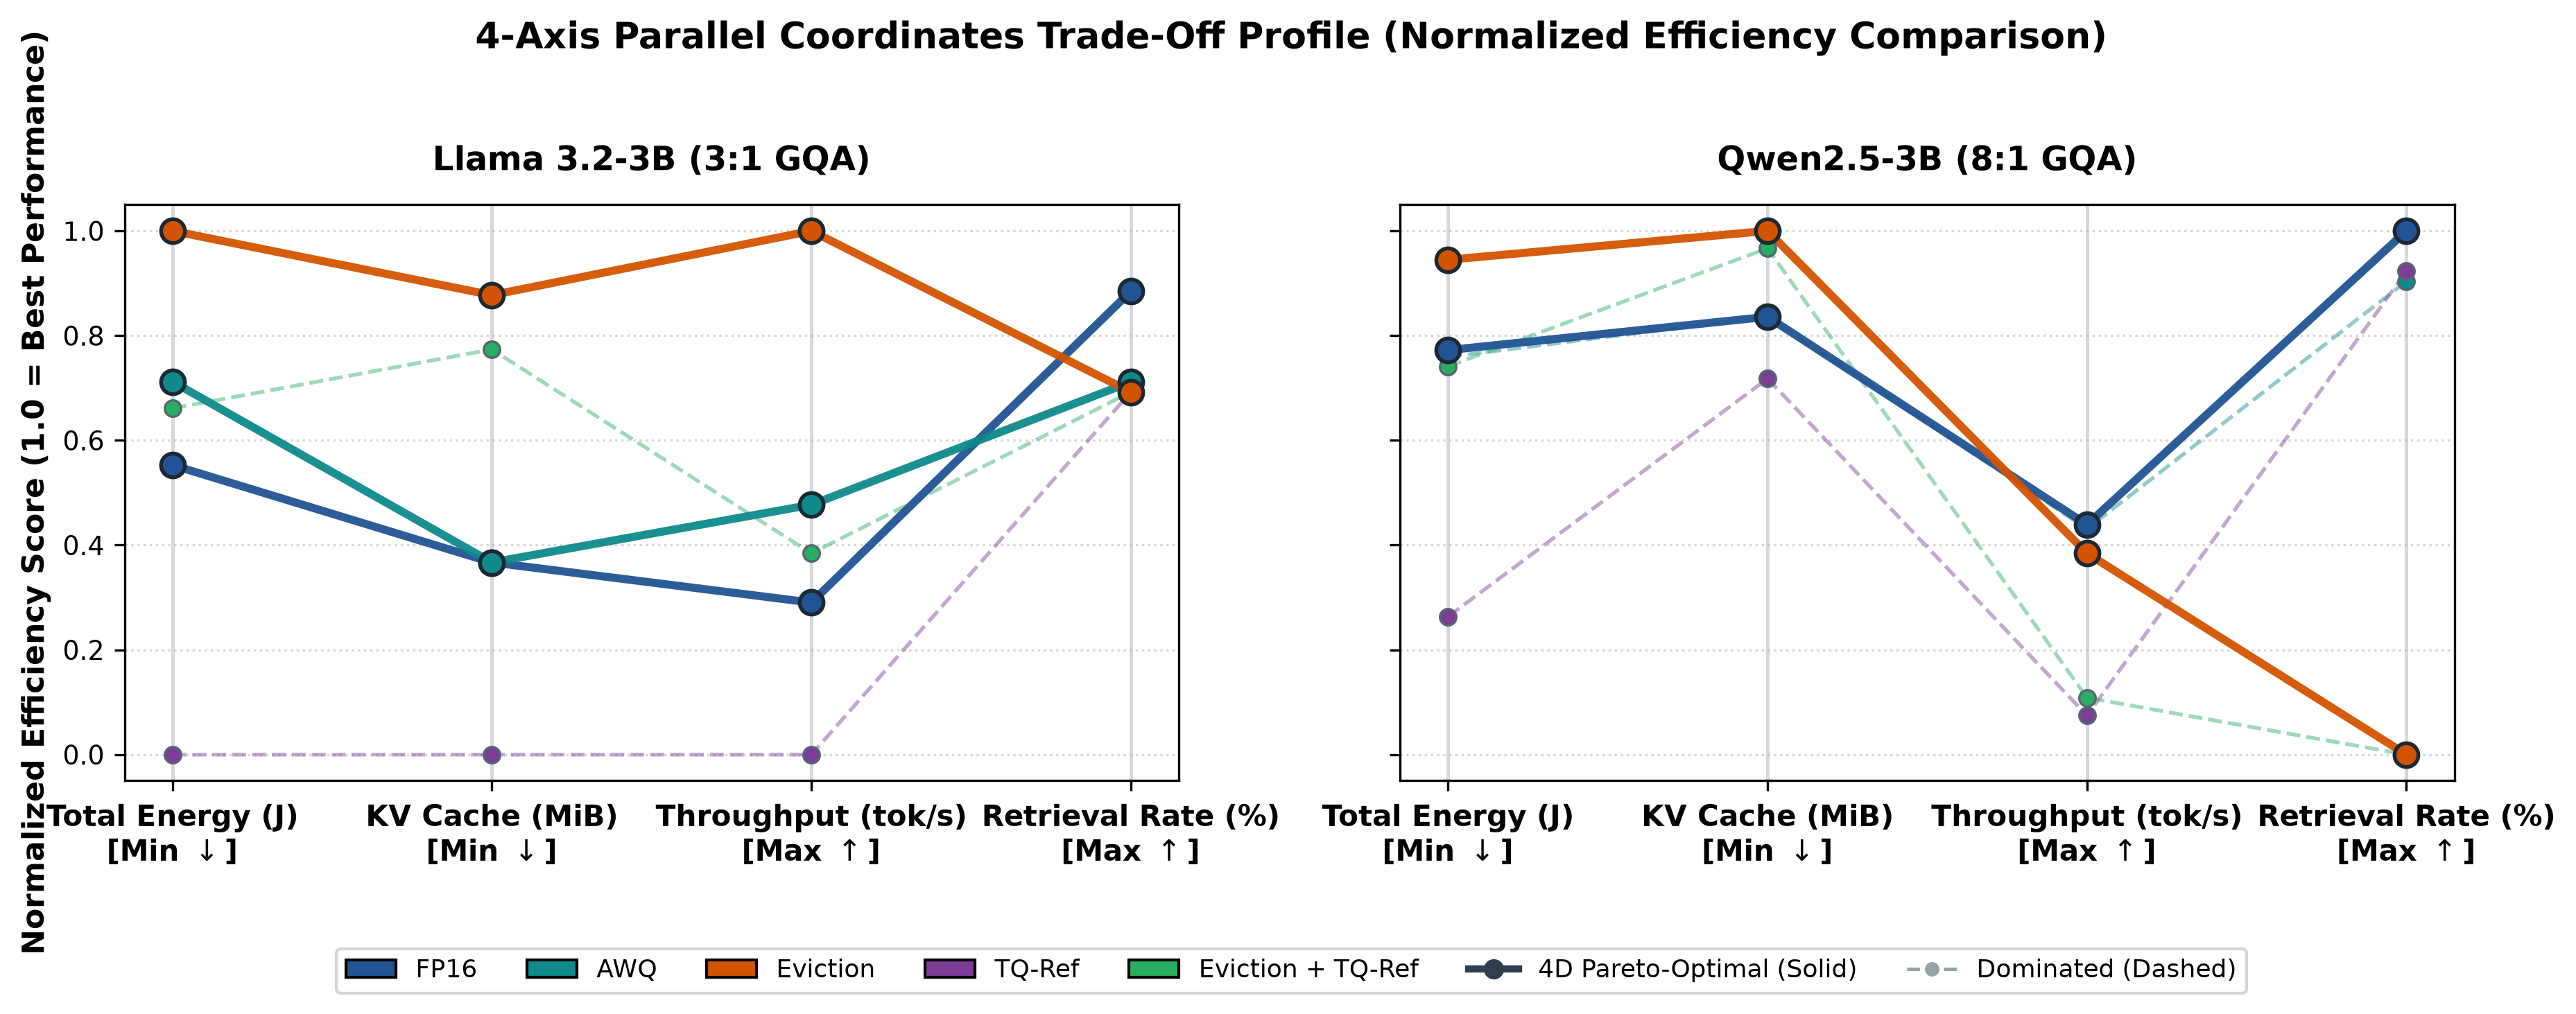 4-Axis Parallel Coordinates Trade-Off Profile (Normalized Efficiency Comparison)
Normalized Efficiency Score (1.0 = Best Performance)
Llama 3.2-3B (3:1 GQA)
1.0
0.8
0.6
0.4
0.2
0.0
Total Energy (J)
[Min ↓]
KV Cache (MiB)
[Min ↓]
Throughput (tok/s)
[Max ↑]
Retrieval Rate (%)
[Max ↑]
Qwen2.5-3B (8:1 GQA)
Total Energy (J)
[Min ↓]
KV Cache (MiB)
[Min ↓]
Throughput (tok/s)
[Max ↑]
Retrieval Rate (%)
[Max ↑]
FP16
AWQ
Eviction
TQ-Ref
Eviction + TQ-Ref
4D Pareto-Optimal (Solid)
Dominated (Dashed)